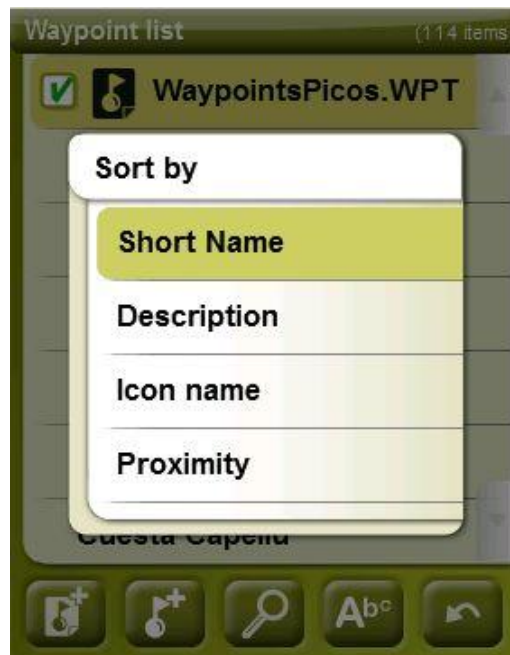 Waypoint list (114 items
WaypointsPicos.WPT
Sort by
Short Name
Description
Icon name
Proximity
Cuesta Capellu
Abc